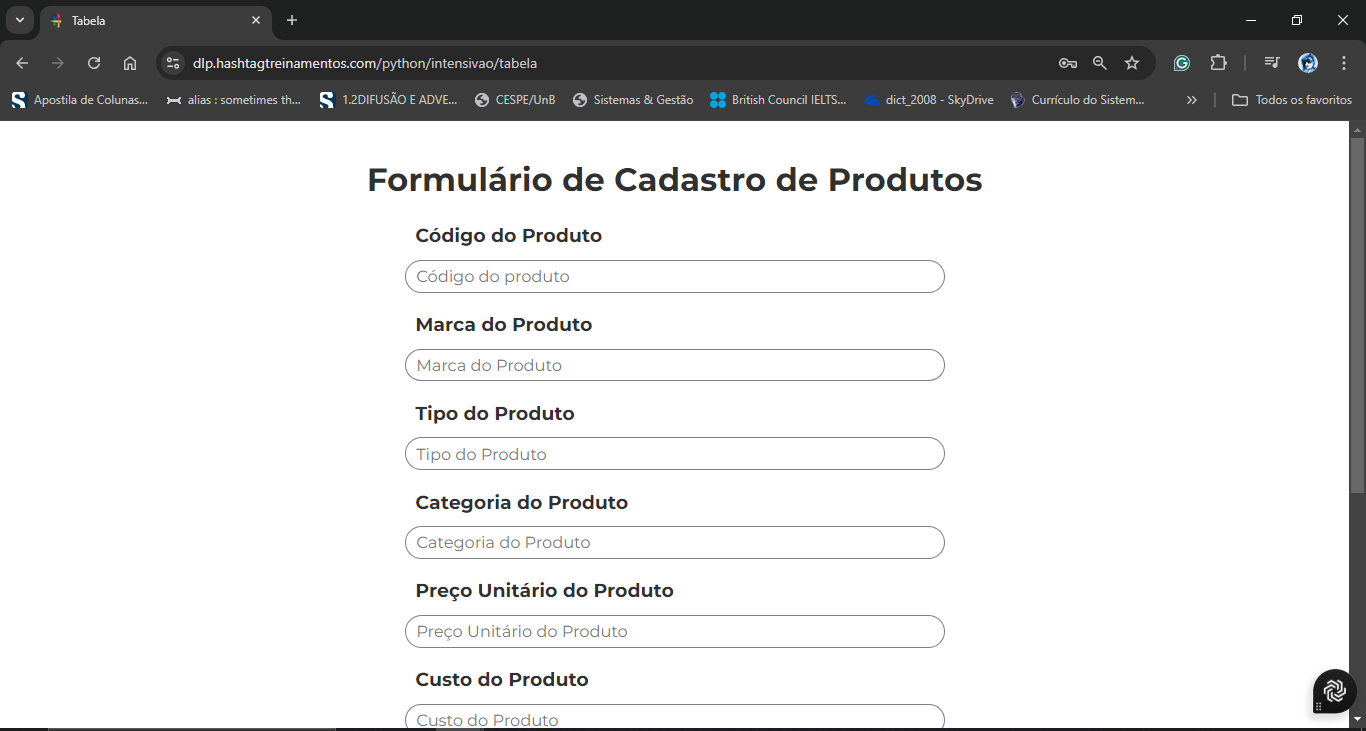 Tabela
dlp.hashtagtreinamentos.com/python/intensivao/tabela
Apostila de Colunas... alias : sometimes th... 1.2DIFUSÃO E ADVE... CESPE/UnB Sistemas & Gestão British Council IELTS... dict_2008 - SkyDrive Currículo do Sistem... Todos os favoritos
Formulário de Cadastro de Produtos
Código do Produto
Código do produto
Marca do Produto
Marca do Produto
Tipo do Produto
Tipo do Produto
Categoria do Produto
Categoria do Produto
Preço Unitário do Produto
Preço Unitário do Produto
Custo do Produto
Custo do Produto